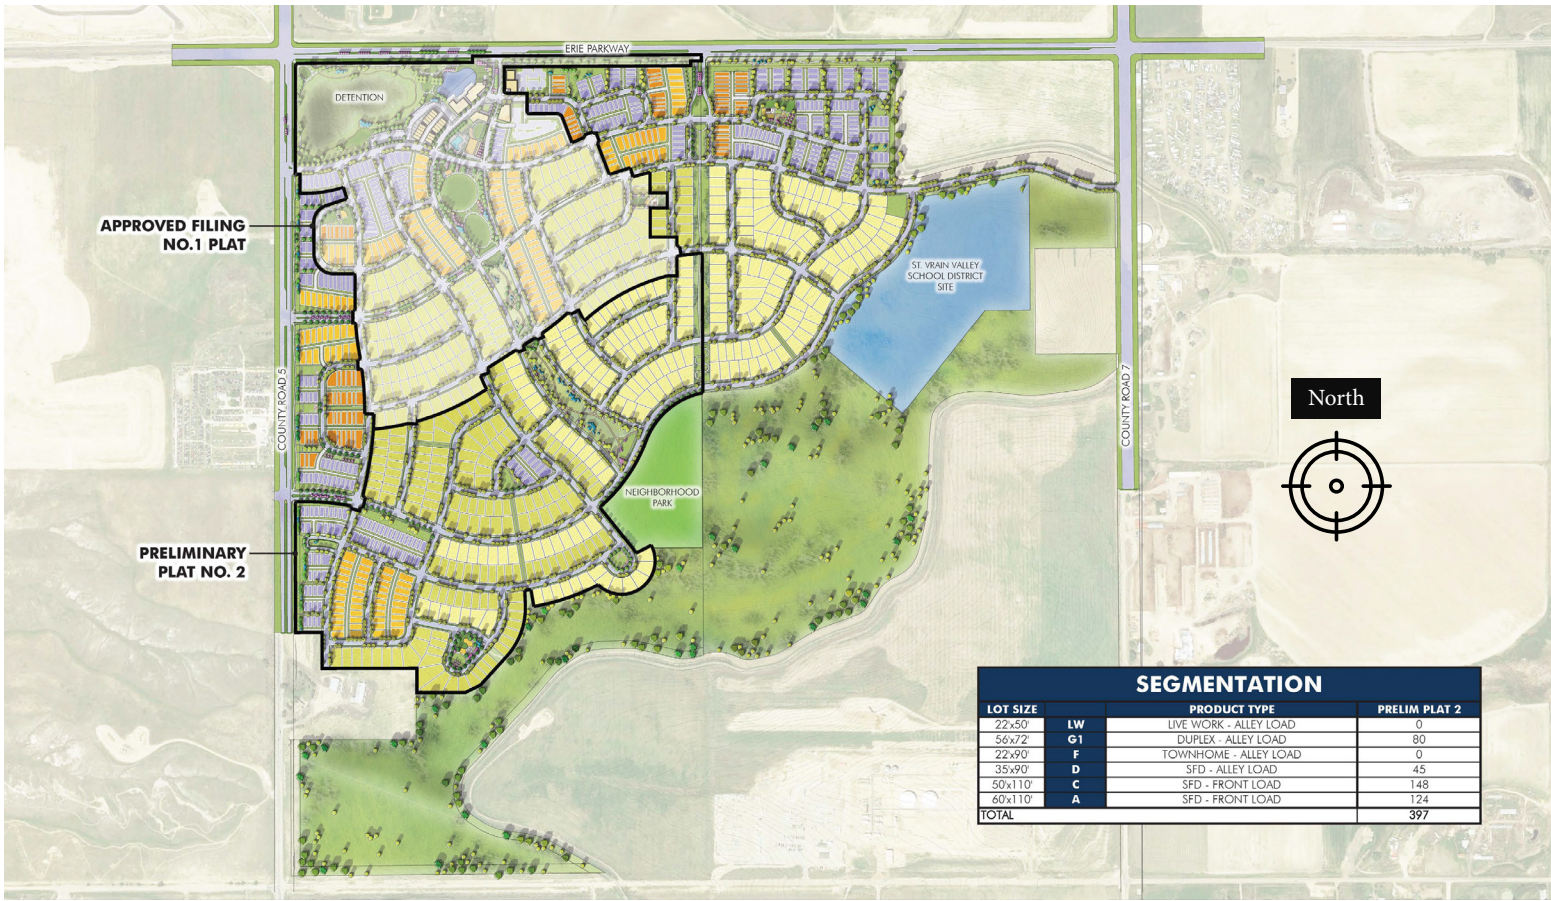 ERIE PARKWAY
DETENTION
APPROVED FILING
NO.1 PLAT
ST. VRAIN VALLEY
SCHOOL DISTRICT
SITE
COUNTY ROAD 5
COUNTY ROAD 7
North
NEIGHBORHOOD
PARK
PRELIMINARY
PLAT NO. 2
SEGMENTATION
LOT SIZE PRODUCT TYPE PRELIM PLAT 2
22'x50' LW LIVE WORK - ALLEY LOAD 0
56'x72' G1 DUPLEX - ALLEY LOAD 80
22'x90' F TOWNHOME - ALLEY LOAD 0
35'x90' D SFD - ALLEY LOAD 45
50'x110' C SFD - FRONT LOAD 148
60'x110' A SFD - FRONT LOAD 124
TOTAL 397